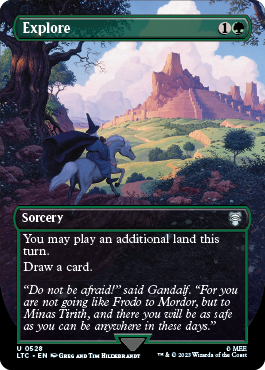 Explore 1
Sorcery
You may play an additional land this
turn.
Draw a card.
“Do not be afraid!” said Gandalf. “For you
are not going like Frodo to Mordor, but to
Minas Tirith, and there you will be as safe
as you can be anywhere in these days.”
U 0528 © MEE
LTC • EN Greg and Tim Hildebrandt ™ & © 2023 Wizards of the Coast